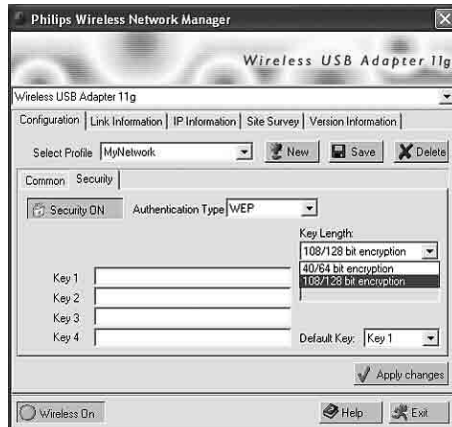 Philips Wireless Network Manager
Wireless USB Adapter 11g
Wireless USB Adapter 11g
Configuration Link Information IP Information Site Survey Version Information
Select Profile MyNetwork New Save Delete
Common Security
Security ON Authentication Type WEP
Key Length:
108/128 bit encryption
40/64 bit encryption
108/128 bit encryption
Key 1
Key 2
Key 3
Key 4 Default Key: Key 1
Apply changes
Wireless On Help Exit